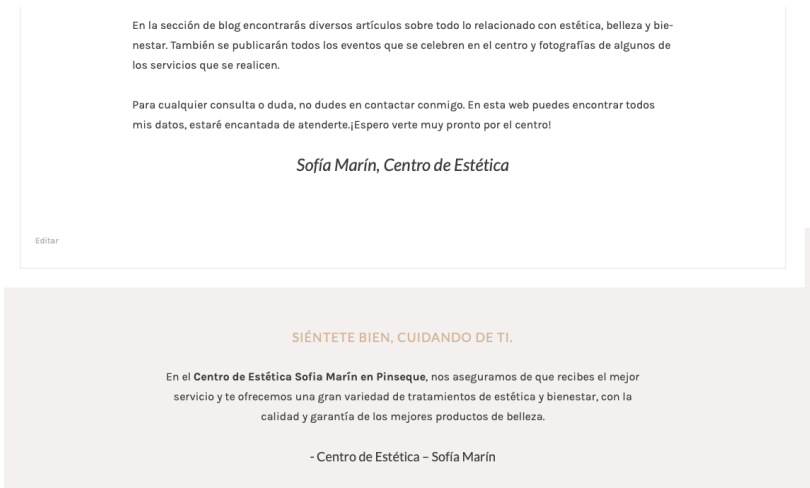 En la sección de blog encontrarás diversos artículos sobre todo lo relacionado con estética, belleza y bie-
nestar. También se publicarán todos los eventos que se celebren en el centro y fotografías de algunos de
los servicios que se realicen.
Para cualquier consulta o duda, no dudes en contactar conmigo. En esta web puedes encontrar todos
mis datos, estaré encantada de atenderte.¡Espero verte muy pronto por el centro!
Sofía Marín, Centro de Estética
Editar
SIÉNTETE BIEN, CUIDANDO DE TI.
En el Centro de Estética Sofia Marín en Pinseque, nos aseguramos de que recibes el mejor
servicio y te ofrecemos una gran variedad de tratamientos de estética y bienestar, con la
calidad y garantía de los mejores productos de belleza.
- Centro de Estética – Sofía Marín